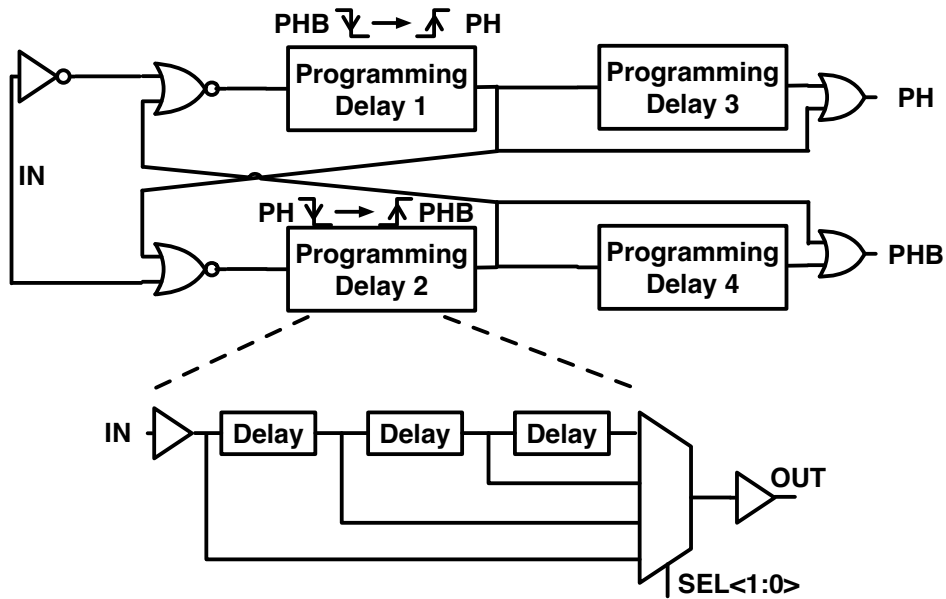 PHB PH
Programming
Delay 1
Programming
Delay 3
PH
IN
PH PHB
Programming
Delay 2
Programming
Delay 4
PHB
IN
Delay
Delay
Delay
OUT
SEL<1:0>